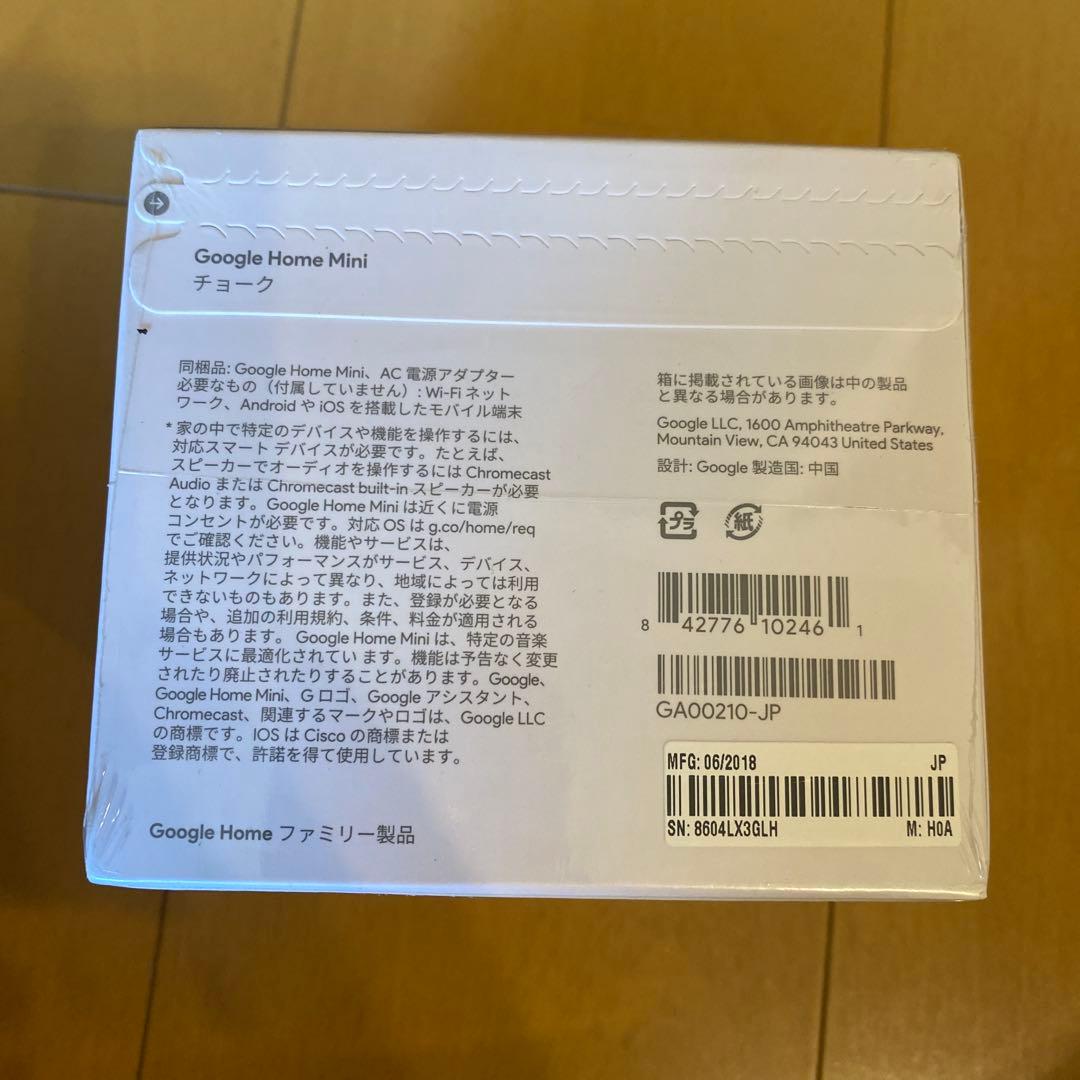 Google Home Mini
チョーク
同梱品: Google Home Mini、AC 電源アダプター
必要なもの（付属していません）: Wi-Fi ネット
ワーク、Android や iOS を搭載したモバイル端末
* 家の中で特定のデバイスや機能を操作するには、
対応スマート デバイスが必要です。たとえば、
スピーカーでオーディオを操作するには Chromecast
Audio または Chromecast built-in スピーカーが必要
となります。Google Home Mini は近くに電源
コンセントが必要です。対応 OS は g.co/home/req
でご確認ください。機能やサービスは、
提供状況やパフォーマンスがサービス、デバイス、
ネットワークによって異なり、地域によっては利用
できないものもあります。また、登録が必要となる
場合や、追加の利用規約、条件、料金が適用される
場合もあります。 Google Home Mini は、特定の音楽
サービスに最適化されてい ます。機能は予告なく変更
されたり廃止されたりすることがあります。Google、
Google Home Mini、G ロゴ、Google アシスタント、
Chromecast、関連するマークやロゴは、Google LLC
の商標です。IOS は Cisco の商標または
登録商標で、許諾を得て使用しています。
Google Home ファミリー製品
箱に掲載されている画像は中の製品
と異なる場合があります。
Google LLC, 1600 Amphitheatre Parkway,
Mountain View, CA 94043 United States
設計: Google 製造国: 中国
プラ 紙
8 42776 10246 1
GA00210-JP
MFG: 06/2018 JP
SN: 8604LX3GLH M: H0A